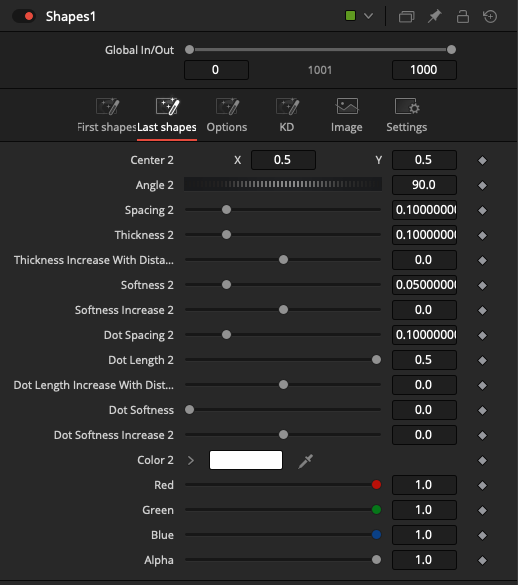 Shapes1
Global In/Out
0 1001 1000
First shapes Last shapes Options KD Image Settings
Center 2 X 0.5 Y 0.5
Angle 2 90.0
Spacing 2 0.10000000
Thickness 2 0.10000000
Thickness Increase With Dista... 0.0
Softness 2 0.05000000
Softness Increase 2 0.0
Dot Spacing 2 0.10000000
Dot Length 2 0.5
Dot Length Increase With Dist... 0.0
Dot Softness 0.0
Dot Softness Increase 2 0.0
Color 2
Red 1.0
Green 1.0
Blue 1.0
Alpha 1.0